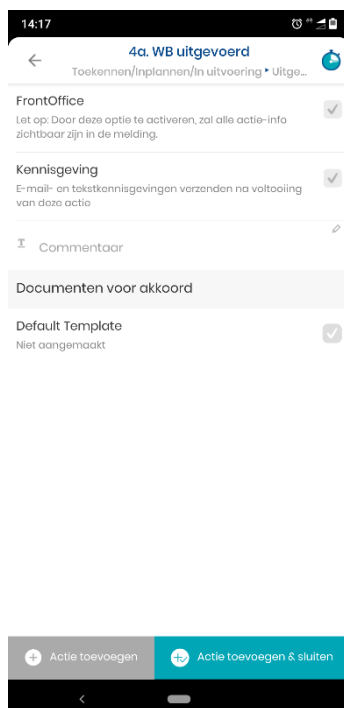 14:17
4a. WB uitgevoerd
Toekennen/Inplannen/In uitvoering ‣ Uitge...
FrontOffice
Let op: Door deze optie te activeren, zal alle actie-info
zichtbaar zijn in de melding.
Kennisgeving
E-mail- en tekstkennisgevingen verzenden na voltooiing
van deze actie
Commentaar
Documenten voor akkoord
Default Template
Niet aangemaakt
Actie toevoegen
Actie toevoegen & sluiten